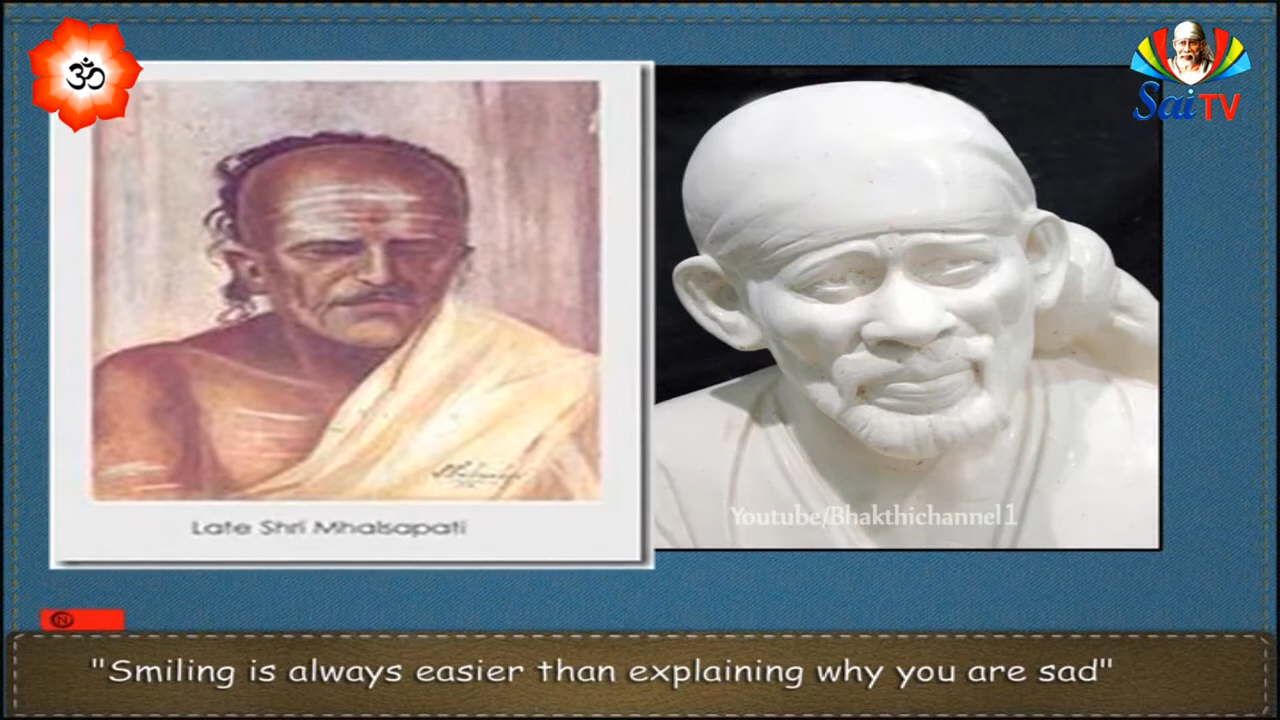 ॐ
Sai TV
Late Shri Mhalsapati
Youtube/Bhakthichannel1
N
"Smiling is always easier than explaining why you are sad"